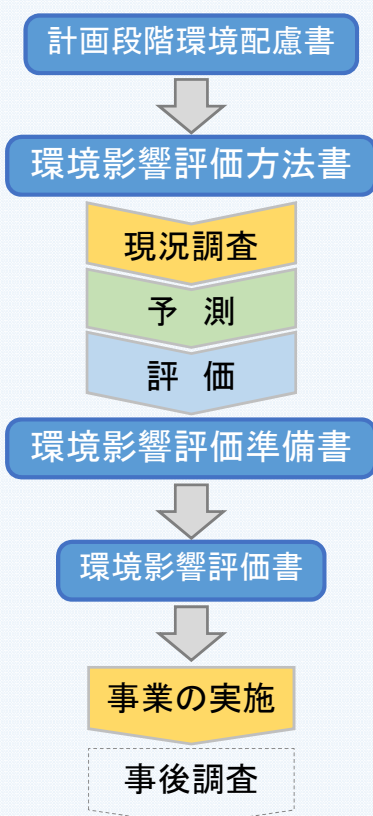 計画段階環境配慮書
環境影響評価方法書
現況調査
予 測
評 価
環境影響評価準備書
環境影響評価書
事業の実施
事後調査